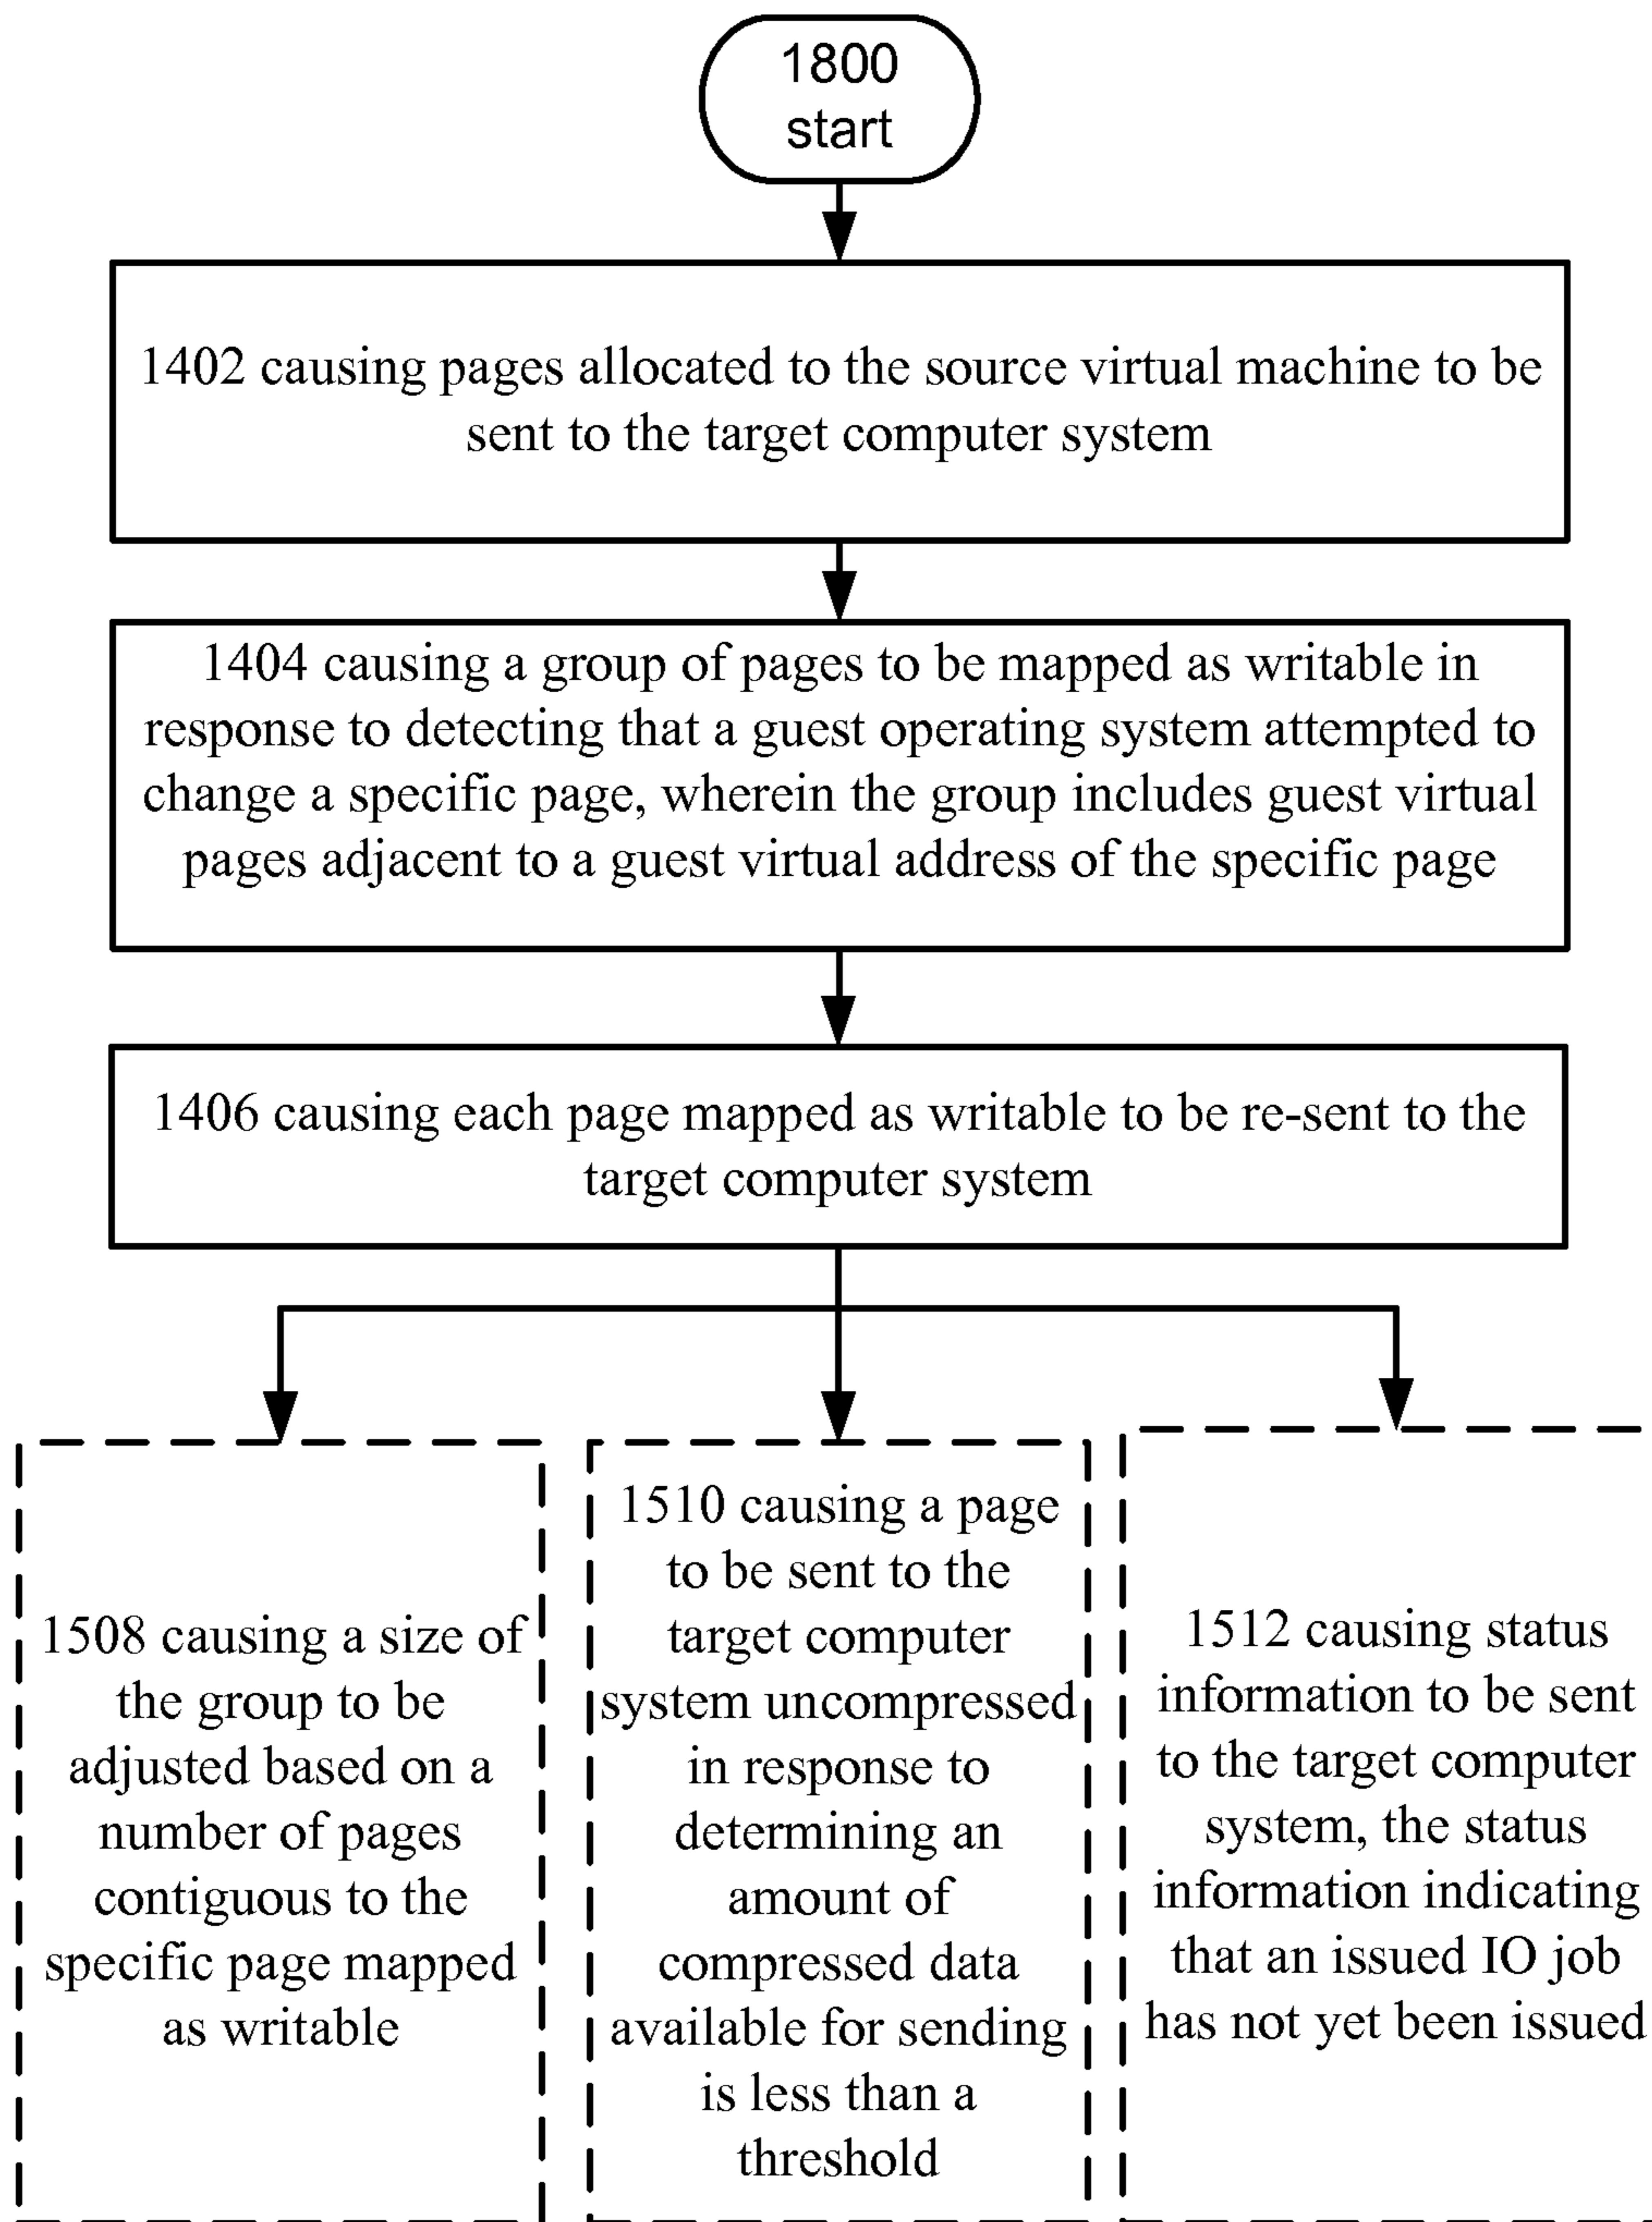 1800
start
1402 causing pages allocated to the source virtual machine to be
sent to the target computer system
1404 causing a group of pages to be mapped as writable in
response to detecting that a guest operating system attempted to
change a specific page, wherein the group includes guest virtual
pages adjacent to a guest virtual address of the specific page
1406 causing each page mapped as writable to be re-sent to the
target computer system
1508 causing a size of
the group to be
adjusted based on a
number of pages
contiguous to the
specific page mapped
as writable
1510 causing a page
to be sent to the
target computer
system uncompressed
in response to
determining an
amount of
compressed data
available for sending
is less than a
threshold
1512 causing status
information to be sent
to the target computer
system, the status
information indicating
that an issued IO job
has not yet been issued